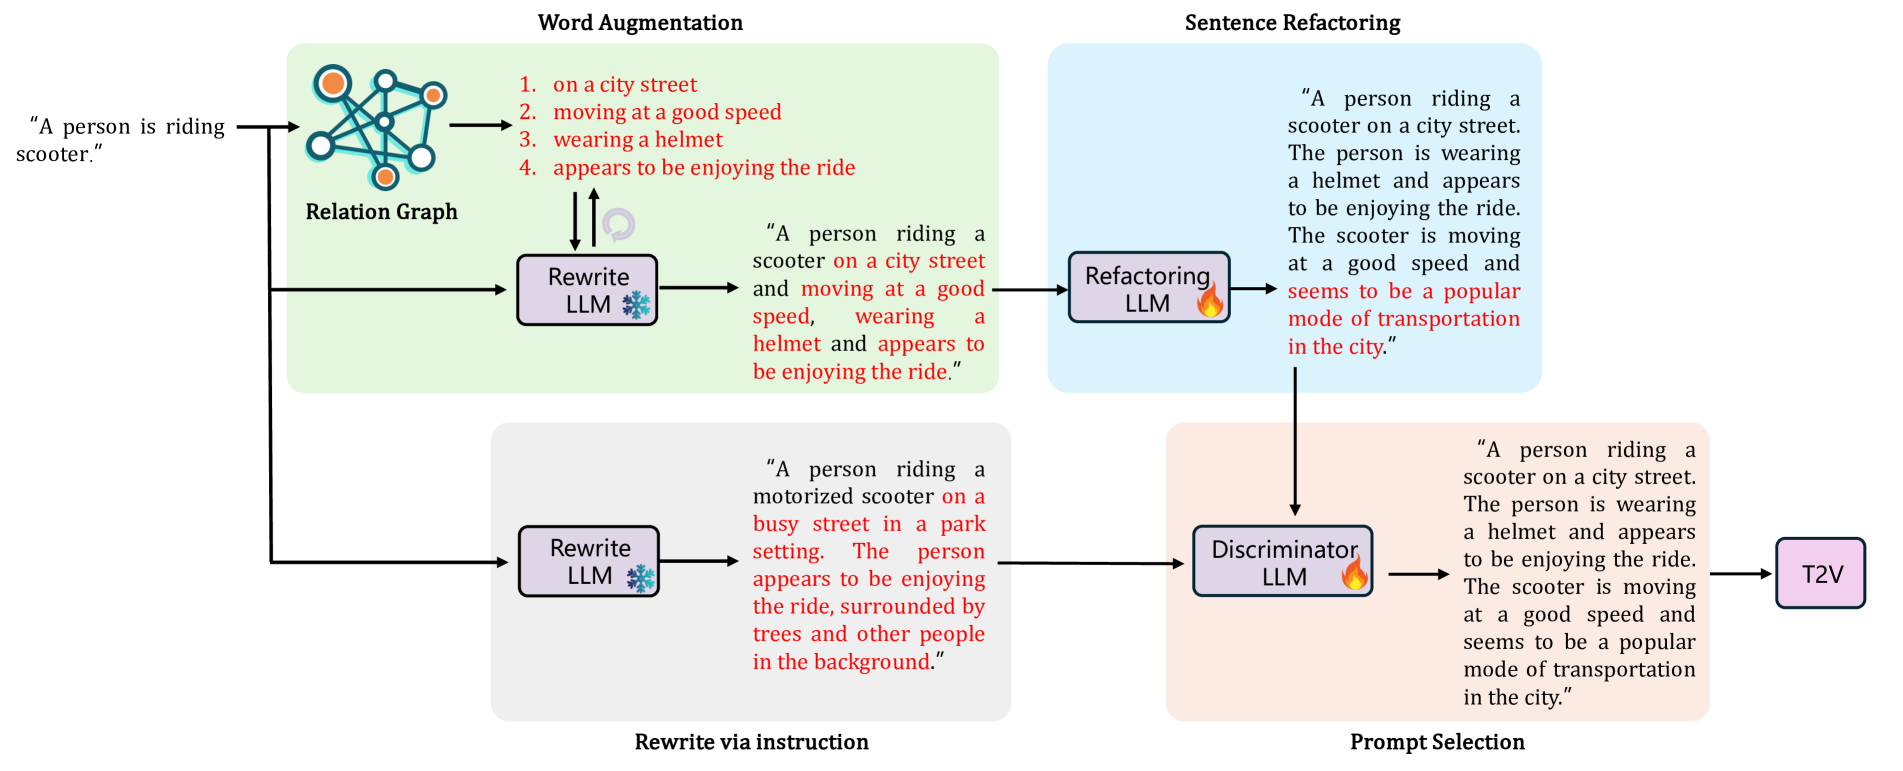 Word Augmentation
Sentence Refactoring
“A person is riding
scooter.”
Relation Graph
1. on a city street
2. moving at a good speed
3. wearing a helmet
4. appears to be enjoying the ride
Rewrite
LLM
“A person riding a
scooter on a city street
and moving at a good
speed, wearing a
helmet and appears to
be enjoying the ride.”
Refactoring
LLM
“A person riding a
scooter on a city street.
The person is wearing
a helmet and appears
to be enjoying the ride.
The scooter is moving
at a good speed and
seems to be a popular
mode of transportation
in the city.”
Rewrite
LLM
“A person riding a
motorized scooter on a
busy street in a park
setting. The person
appears to be enjoying
the ride, surrounded by
trees and other people
in the background.”
Discriminator
LLM
“A person riding a
scooter on a city street.
The person is wearing
a helmet and appears
to be enjoying the ride.
The scooter is moving
at a good speed and
seems to be a popular
mode of transportation
in the city.”
T2V
Rewrite via instruction
Prompt Selection